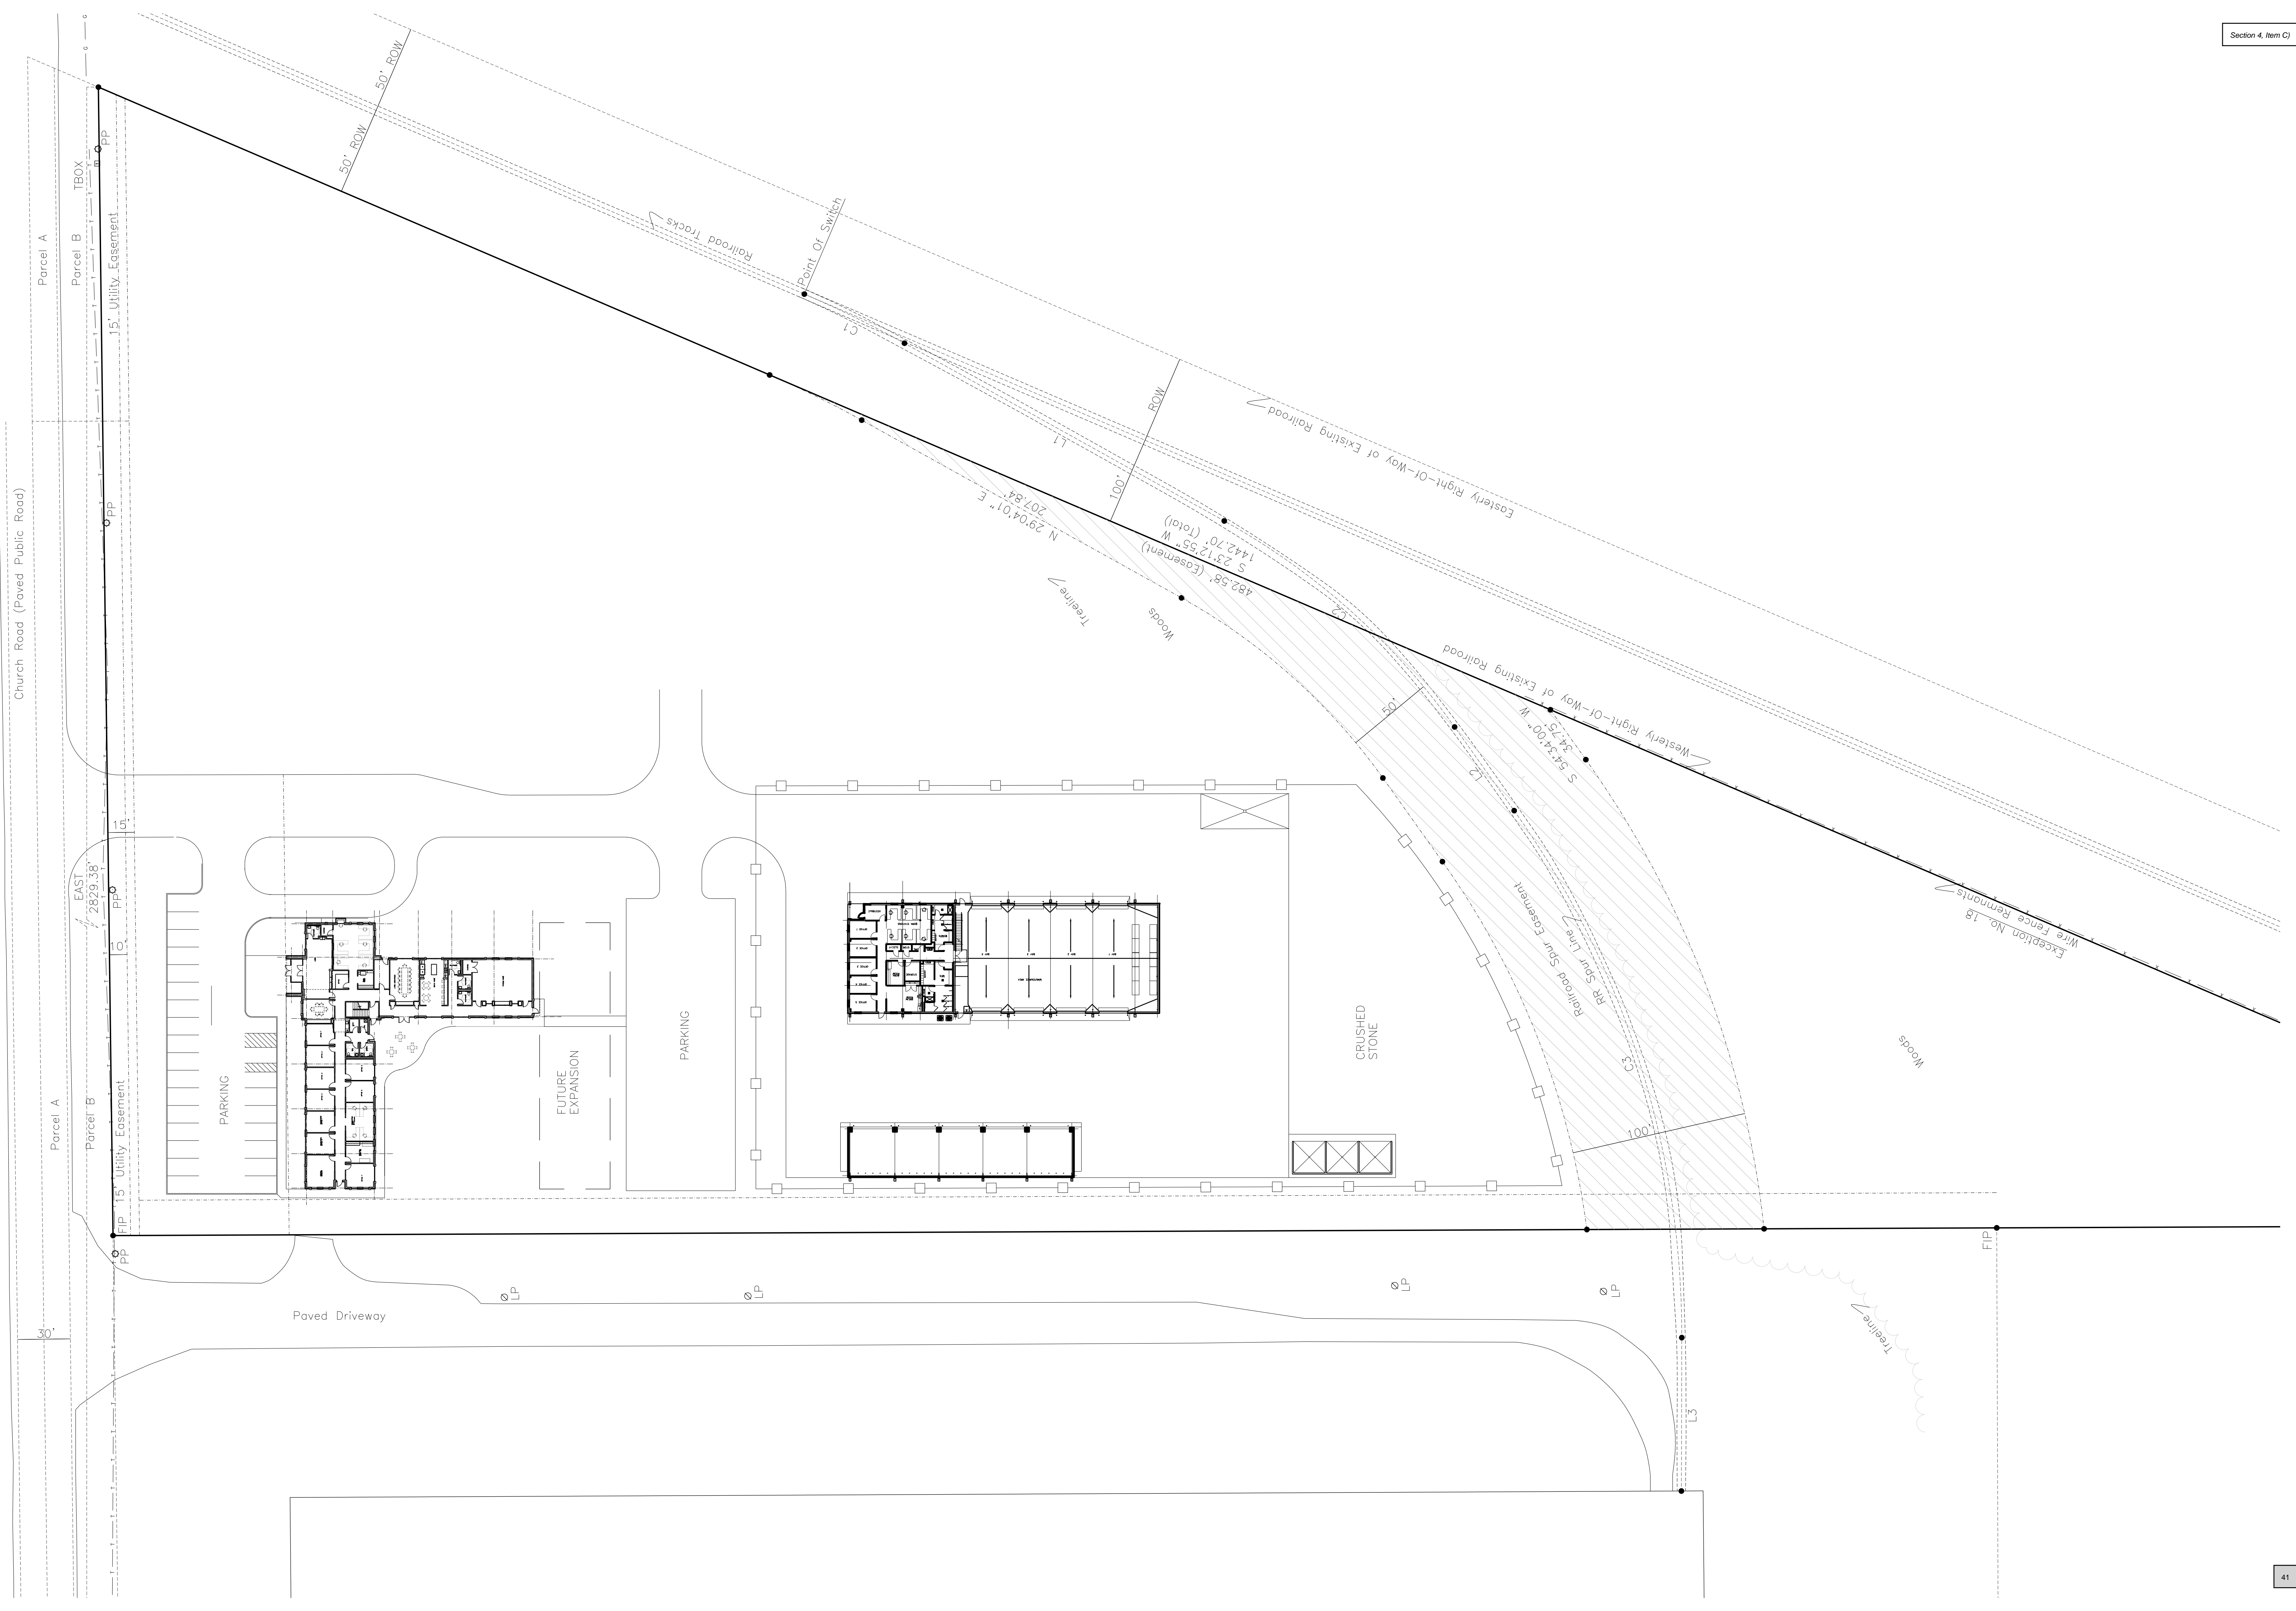 Section 4, Item C)
50' ROW
50' ROW
G
G
PP
TBOX
Parcel A
Parcel B
15' Utility Easement
Railroad Tracks
Point Of Switch
C1
L1
100'
ROW
Easterly Right-Of-Way of Existing Railroad
N 29°04'01" E
207.84'
S 23°12'55" W
1442.70' (Total)
482.58' (Easement)
Treeline
Woods
C2
PP
Church Road (Paved Public Road)
50'
L2
Westerly Right-Of-Way of Existing Railroad
S 54°34'00" W
34.75'
Exception No. 18
Wire Fence Remnants
15'
EAST
2829.38'
PP
10'
Railroad Spur Easement
RR Spur Line
C3
100'
Woods
PARKING
FUTURE
EXPANSION
PARKING
CRUSHED
STONE
Parcel A
Parcel B
15' Utility Easement
FIP
PP
FIP
LP
LP
LP
LP
Paved Driveway
30'
L3
Treeline
41